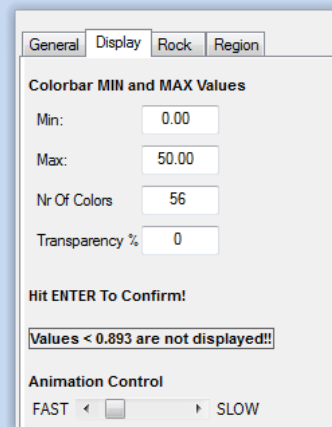 General Display Rock Region
Colorbar MIN and MAX Values
Min: 0.00
Max: 50.00
Nr Of Colors 56
Transparency % 0
Hit ENTER To Confirm!
Values < 0.893 are not displayed!!
Animation Control
FAST SLOW